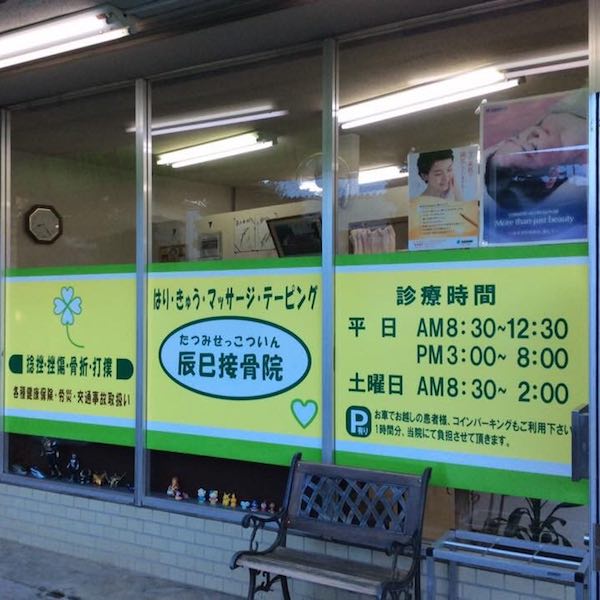 捻挫・挫傷・骨折・打撲
各種健康保険・労災・交通事故取扱い
はり・きゅう・マッサージ・テーピング
たつみせっこついん
辰巳接骨院
診療時間
平日 AM8:30~12:30
PM3:00~ 8:00
土曜日 AM8:30~ 2:00
P
お車でお越しの患者様、コインパーキングもご利用下さい
1時間分、当院にて負担させて頂きます。
More than just beauty